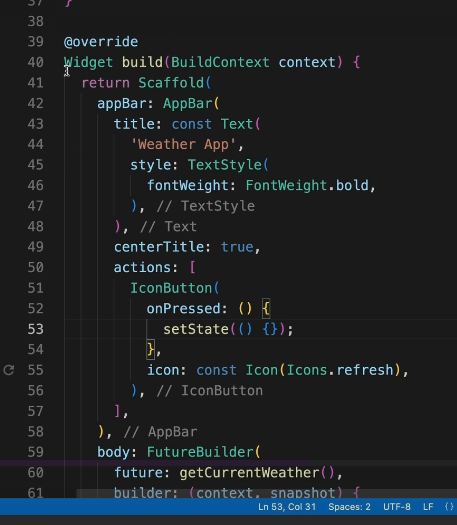 37 }
38
39 @override
40 Widget build(BuildContext context) {
41 return Scaffold(
42 appBar: AppBar(
43 title: const Text(
44 'Weather App',
45 style: TextStyle(
46 fontWeight: FontWeight.bold,
47 ), // TextStyle
48 ), // Text
49 centerTitle: true,
50 actions: [
51 IconButton(
52 onPressed: () {
53 setState(() {});
54 },
55 icon: const Icon(Icons.refresh),
56 ), // IconButton
57 ],
58 ), // AppBar
59 body: FutureBuilder(
60 future: getCurrentWeather(),
61 builder: (context, snapshot) {
Ln 53, Col 31 Spaces: 2 UTF-8 LF {}